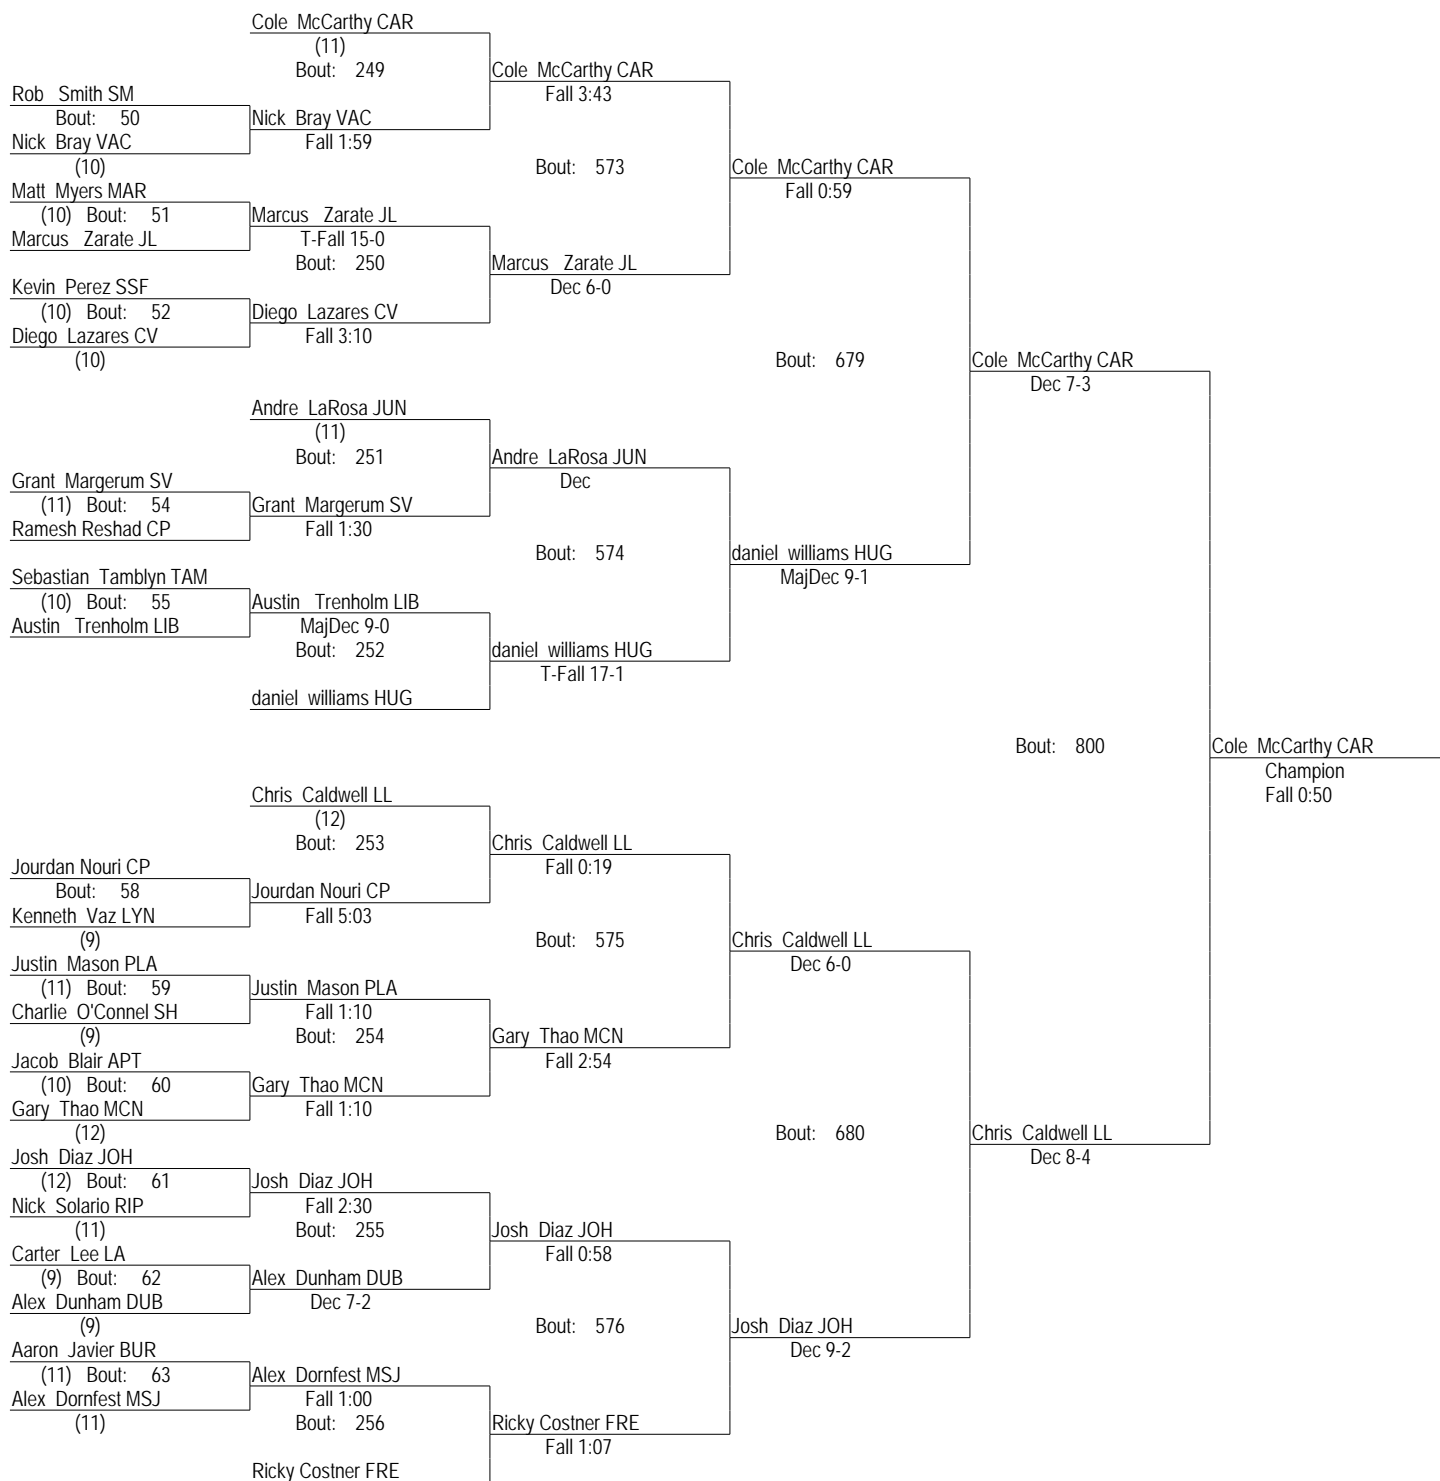 Cole McCarthy CAR
(11)
Bout: 249
Cole McCarthy CAR
Rob Smith SM
Fall 3:43
Bout: 50
Nick Bray VAC
Nick Bray VAC
Fall 1:59
(10)
Bout: 573
Cole McCarthy CAR
Matt Myers MAR
Fall 0:59
(10) Bout: 51
Marcus Zarate JL
Marcus Zarate JL
T-Fall 15-0
Bout: 250
Marcus Zarate JL
Kevin Perez SSF
Dec 6-0
(10) Bout: 52
Diego Lazares CV
Diego Lazares CV
Fall 3:10
(10)
Bout: 679
Cole McCarthy CAR
Dec 7-3
Andre LaRosa JUN
(11)
Bout: 251
Andre LaRosa JUN
Grant Margerum SV
Dec
(11) Bout: 54
Grant Margerum SV
Ramesh Reshad CP
Fall 1:30
Bout: 574
daniel williams HUG
Sebastian Tamblyn TAM
MajDec 9-1
(10) Bout: 55
Austin Trenholm LIB
Austin Trenholm LIB
MajDec 9-0
Bout: 252
daniel williams HUG
T-Fall 17-1
daniel williams HUG
Bout: 800
Cole McCarthy CAR
Champion
Fall 0:50
Chris Caldwell LL
(12)
Bout: 253
Chris Caldwell LL
Jourdan Nouri CP
Fall 0:19
Bout: 58
Jourdan Nouri CP
Kenneth Vaz LYN
Fall 5:03
(9)
Bout: 575
Chris Caldwell LL
Justin Mason PLA
Dec 6-0
(11) Bout: 59
Justin Mason PLA
Charlie O'Connel SH
Fall 1:10
(9)
Bout: 254
Gary Thao MCN
Jacob Blair APT
Fall 2:54
(10) Bout: 60
Gary Thao MCN
Gary Thao MCN
Fall 1:10
(12)
Bout: 680
Chris Caldwell LL
Josh Diaz JOH
Dec 8-4
(12) Bout: 61
Josh Diaz JOH
Nick Solario RIP
Fall 2:30
(11)
Bout: 255
Josh Diaz JOH
Carter Lee LA
Fall 0:58
(9) Bout: 62
Alex Dunham DUB
Alex Dunham DUB
Dec 7-2
(9)
Bout: 576
Josh Diaz JOH
Aaron Javier BUR
Dec 9-2
(11) Bout: 63
Alex Dornfest MSJ
Alex Dornfest MSJ
Fall 1:00
(11)
Bout: 256
Ricky Costner FRE
Fall 1:07
Ricky Costner FRE